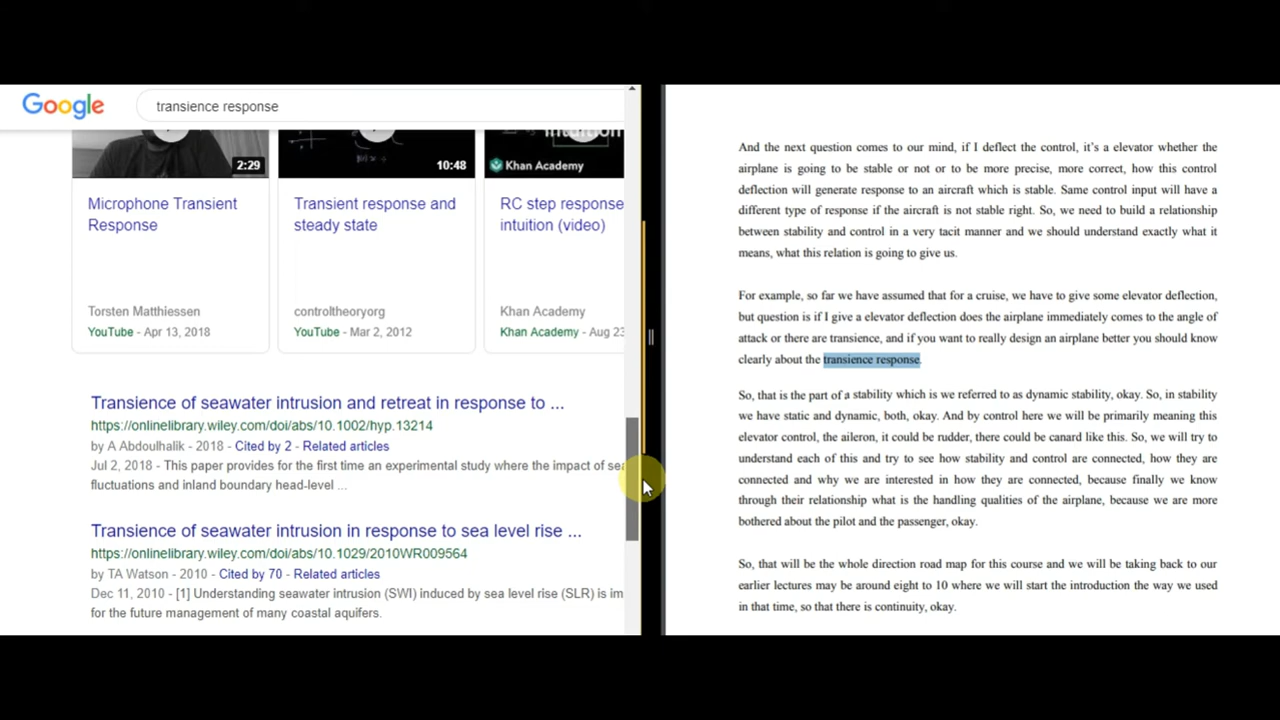 Google
transience response
2:29
10:48
Intuition
Khan Academy
Microphone Transient
Response
Transient response and
steady state
RC step response
intuition (video)
Torsten Matthiessen
YouTube - Apr 13, 2018
controltheoryorg
YouTube - Mar 2, 2012
Khan Academy
Khan Academy - Aug 23
Transience of seawater intrusion and retreat in response to ...
https://onlinelibrary.wiley.com/doi/abs/10.1002/hyp.13214
by A Abdoulhalik - 2018 - Cited by 2 - Related articles
Jul 2, 2018 - This paper provides for the first time an experimental study where the impact of sea
fluctuations and inland boundary head-level ...
Transience of seawater intrusion in response to sea level rise ...
https://onlinelibrary.wiley.com/doi/abs/10.1029/2010WR009564
by TA Watson - 2010 - Cited by 70 - Related articles
Dec 11, 2010 - [1] Understanding seawater intrusion (SWI) induced by sea level rise (SLR) is im
for the future management of many coastal aquifers.
And the next question comes to our mind, if I deflect the control, it's a elevator whether the
airplane is going to be stable or not or to be more precise, more correct, how this control
deflection will generate response to an aircraft which is stable. Same control input will have a
different type of response if the aircraft is not stable right. So, we need to build a relationship
between stability and control in a very tacit manner and we should understand exactly what it
means, what this relation is going to give us.
For example, so far we have assumed that for a cruise, we have to give some elevator deflection,
but question is if I give a elevator deflection does the airplane immediately comes to the angle of
attack or there are transience, and if you want to really design an airplane better you should know
clearly about the transience response.
So, that is the part of a stability which is we referred to as dynamic stability, okay. So, in stability
we have static and dynamic, both, okay. And by control here we will be primarily meaning this
elevator control, the aileron, it could be rudder, there could be canard like this. So, we will try to
understand each of this and try to see how stability and control are connected, how they are
connected and why we are interested in how they are connected, because finally we know
through their relationship what is the handling qualities of the airplane, because we are more
bothered about the pilot and the passenger, okay.
So, that will be the whole direction road map for this course and we will be taking back to our
earlier lectures may be around eight to 10 where we will start the introduction the way we used
in that time, so that there is continuity, okay.